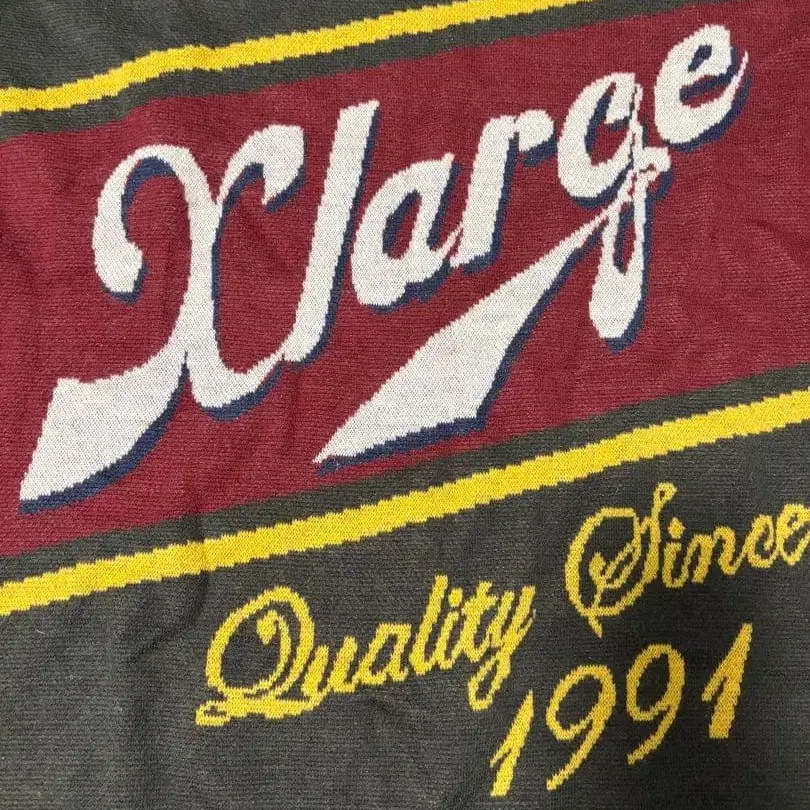 Xlarge
Quality Since
1991